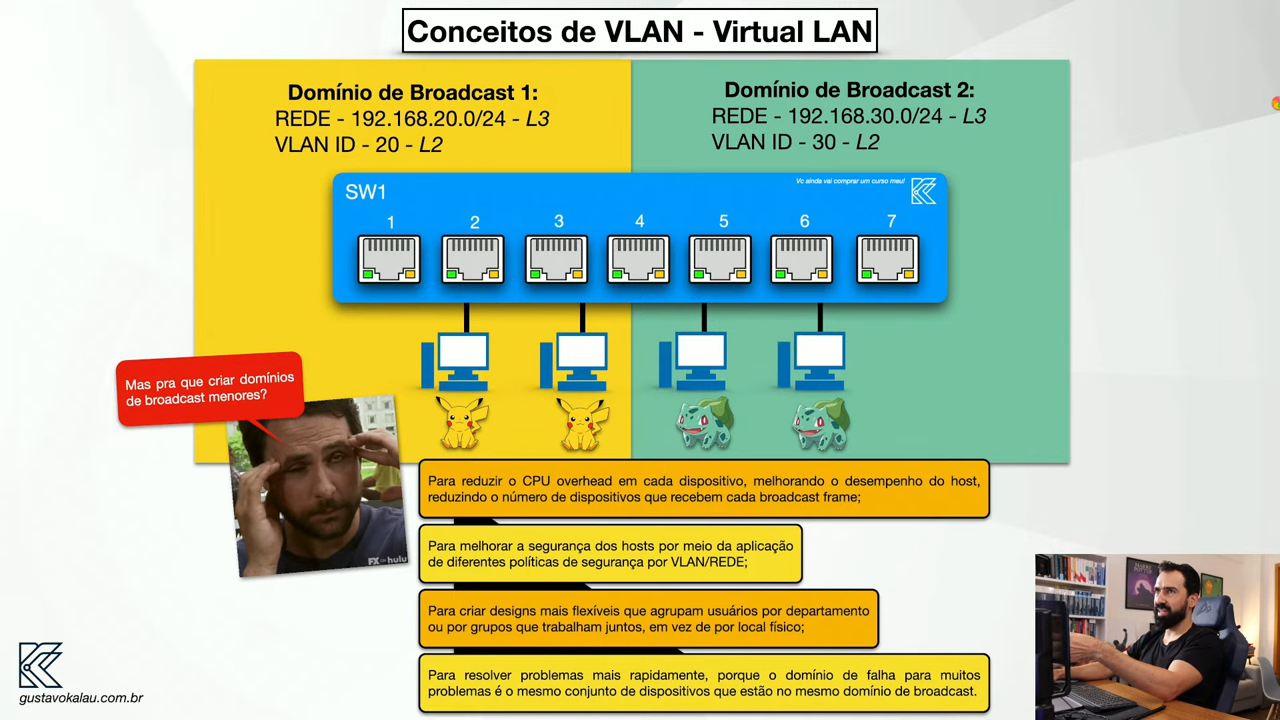 Conceitos de VLAN - Virtual LAN
Domínio de Broadcast 1:
REDE - 192.168.20.0/24 - L3
VLAN ID - 20 - L2
Domínio de Broadcast 2:
REDE - 192.168.30.0/24 - L3
VLAN ID - 30 - L2
SW1
Vc ainda vai comprar um curso meu!
1 2 3 4 5 6 7
Mas pra que criar domínios
de broadcast menores?
FX on hulu
Para reduzir o CPU overhead em cada dispositivo, melhorando o desempenho do host,
reduzindo o número de dispositivos que recebem cada broadcast frame;
Para melhorar a segurança dos hosts por meio da aplicação
de diferentes políticas de segurança por VLAN/REDE;
Para criar designs mais flexíveis que agrupam usuários por departamento
ou por grupos que trabalham juntos, em vez de por local físico;
Para resolver problemas mais rapidamente, porque o domínio de falha para muitos
problemas é o mesmo conjunto de dispositivos que estão no mesmo domínio de broadcast.
gustavokalau.com.br